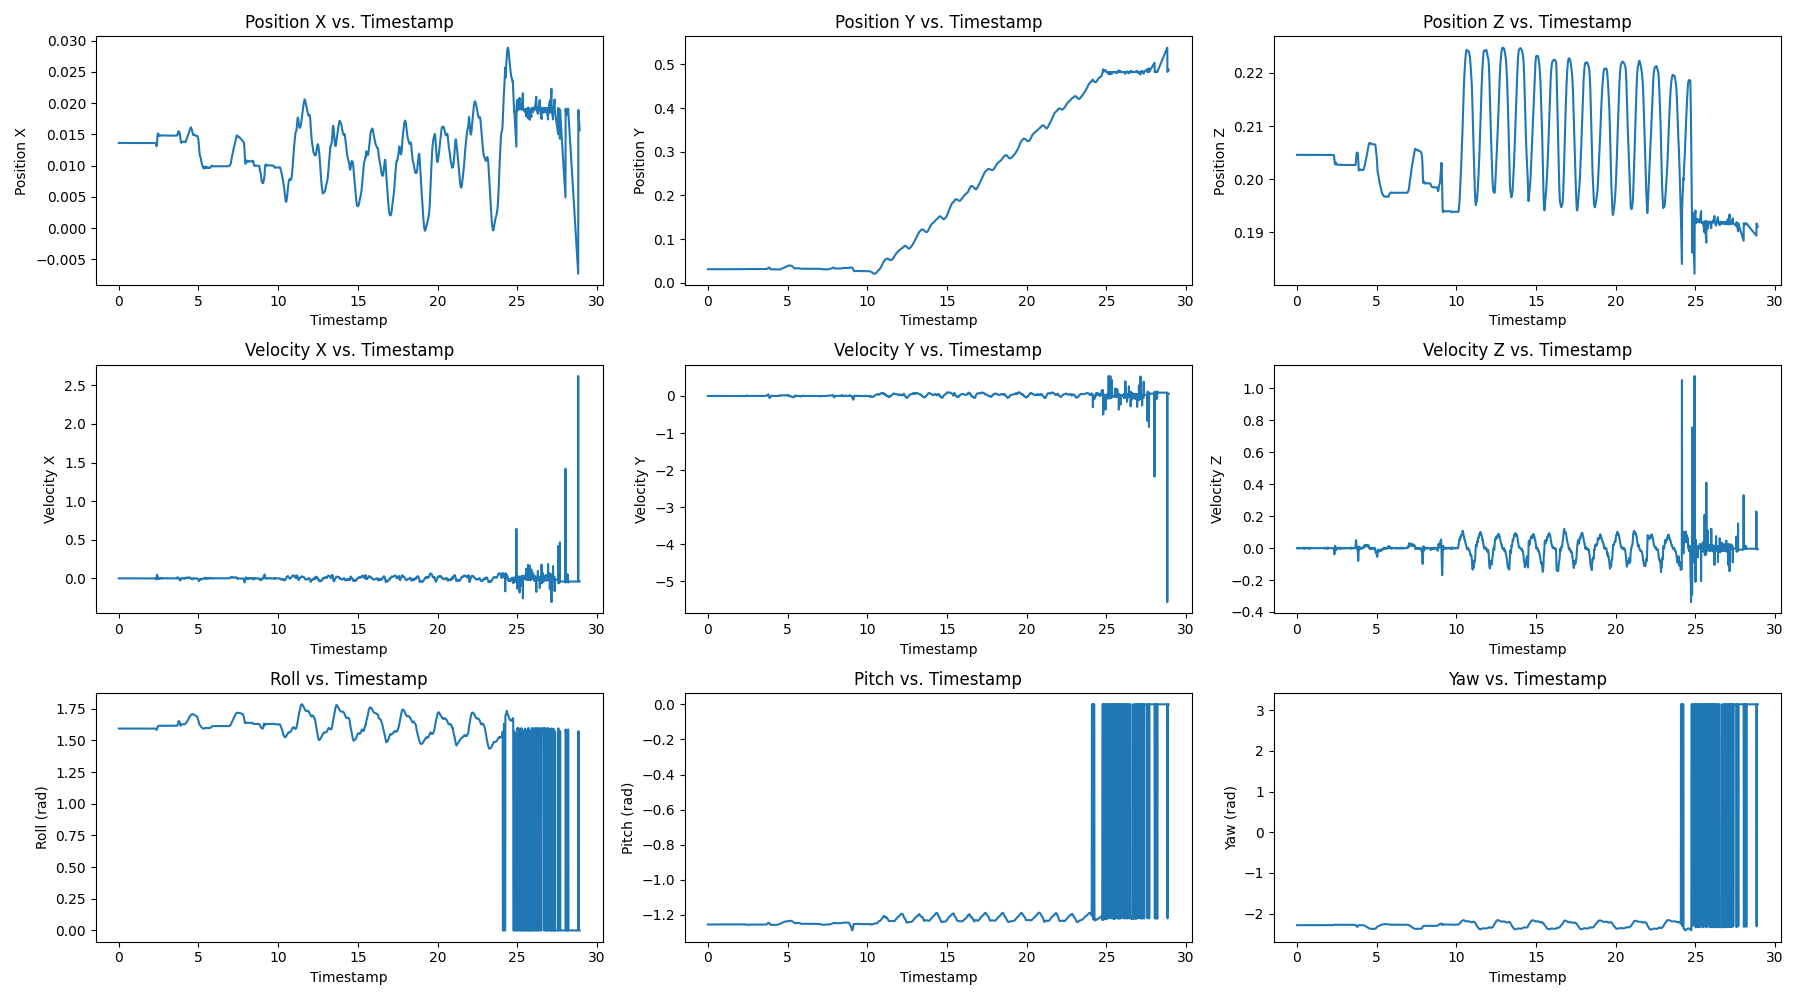 Position X vs. Timestamp
Position X
0.030
0.025
0.020
0.015
0.010
0.005
0.000
−0.005
0 5 10 15 20 25 30
Timestamp
Position Y vs. Timestamp
Position Y
0.5
0.4
0.3
0.2
0.1
0.0
0 5 10 15 20 25 30
Timestamp
Position Z vs. Timestamp
Position Z
0.22
0.21
0.20
0.19
0 5 10 15 20 25 30
Timestamp
Velocity X vs. Timestamp
Velocity X
2.5
2.0
1.5
1.0
0.5
0.0
0 5 10 15 20 25 30
Timestamp
Velocity Y vs. Timestamp
Velocity Y
0
−1
−2
−3
−4
−5
0 5 10 15 20 25 30
Timestamp
Velocity Z vs. Timestamp
Velocity Z
1.0
0.8
0.6
0.4
0.2
0.0
−0.2
−0.4
0 5 10 15 20 25 30
Timestamp
Roll vs. Timestamp
Roll (rad)
1.75
1.50
1.25
1.00
0.75
0.50
0.25
0.00
0 5 10 15 20 25 30
Timestamp
Pitch vs. Timestamp
Pitch (rad)
0.0
−0.2
−0.4
−0.6
−0.8
−1.0
−1.2
0 5 10 15 20 25 30
Timestamp
Yaw vs. Timestamp
Yaw (rad)
3
2
1
0
−1
−2
0 5 10 15 20 25 30
Timestamp